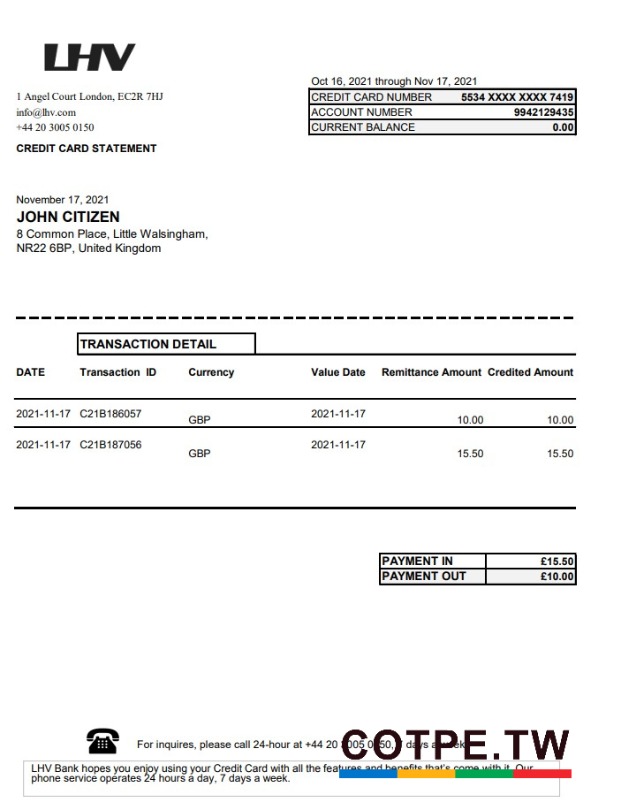 LHV
1 Angel Court London, EC2R 7HJ
info@lhv.com
+44 20 3005 0150
CREDIT CARD STATEMENT
Oct 16, 2021 through Nov 17, 2021
CREDIT CARD NUMBER 5534 XXXX XXXX 7419
ACCOUNT NUMBER 9942129435
CURRENT BALANCE 0.00
November 17, 2021
JOHN CITIZEN
8 Common Place, Little Walsingham,
NR22 6BP, United Kingdom
TRANSACTION DETAIL
DATE Transaction ID Currency Value Date Remittance Amount Credited Amount
2021-11-17 C21B186057 GBP 2021-11-17 10.00 10.00
2021-11-17 C21B187056 GBP 2021-11-17 15.50 15.50
PAYMENT IN £15.50
PAYMENT OUT £10.00
For inquires, please call 24-hour at +44 20 days a
COTPE.TW
LHV Bank hopes you enjoy using your Credit Card with all the features and benefits that's come with it. Our
phone service operates 24 hours a day, 7 days a week.